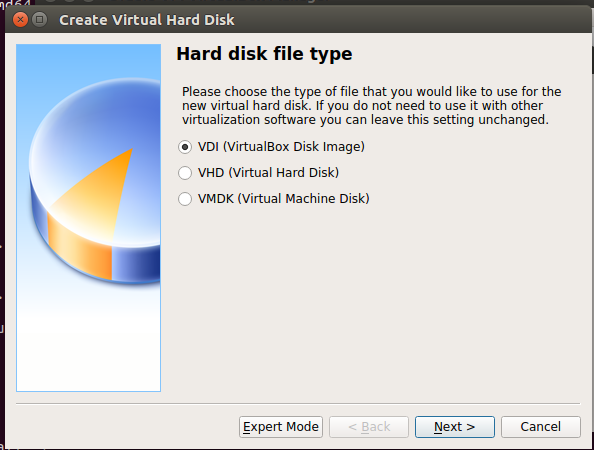 md64
Create Virtual Hard Disk
Hard disk file type
Please choose the type of file that you would like to use for the
new virtual hard disk. If you do not need to use it with other
virtualization software you can leave this setting unchanged.
VDI (VirtualBox Disk Image)
VHD (Virtual Hard Disk)
VMDK (Virtual Machine Disk)
Expert Mode
< Back
Next >
Cancel